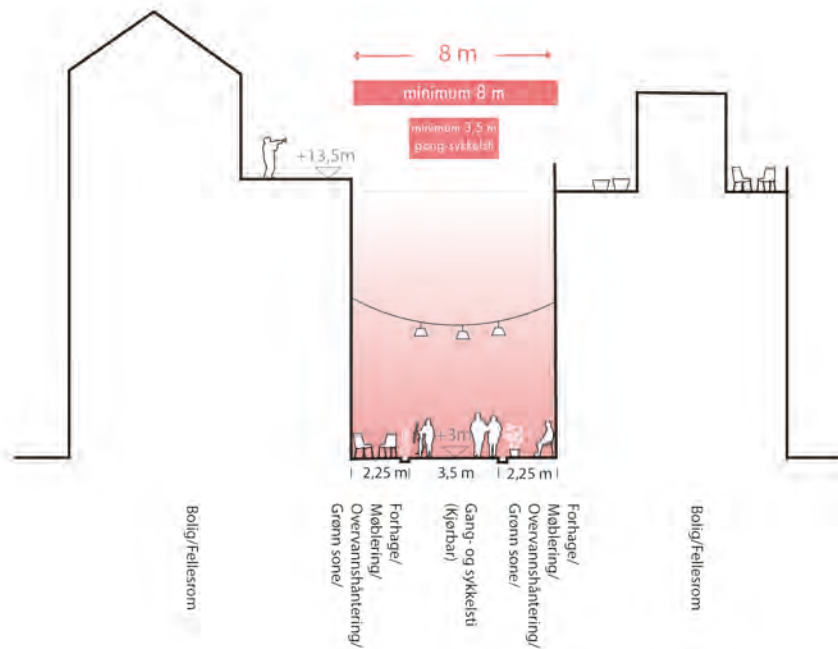 8 m
minimum 8 m
minimum 3,5 m
gang-sykkelsti
+13,5m
+3m
2,25 m
3,5 m
2,25 m
Bolig/Fellesrom
Forhage/
Møblering/
Overvannshåntering/
Grønn sone/
Gang- og sykkelsti
(Kjørbar)
Forhage/
Møblering/
Overvannshåntering/
Grønn sone/
Bolig/Fellesrom